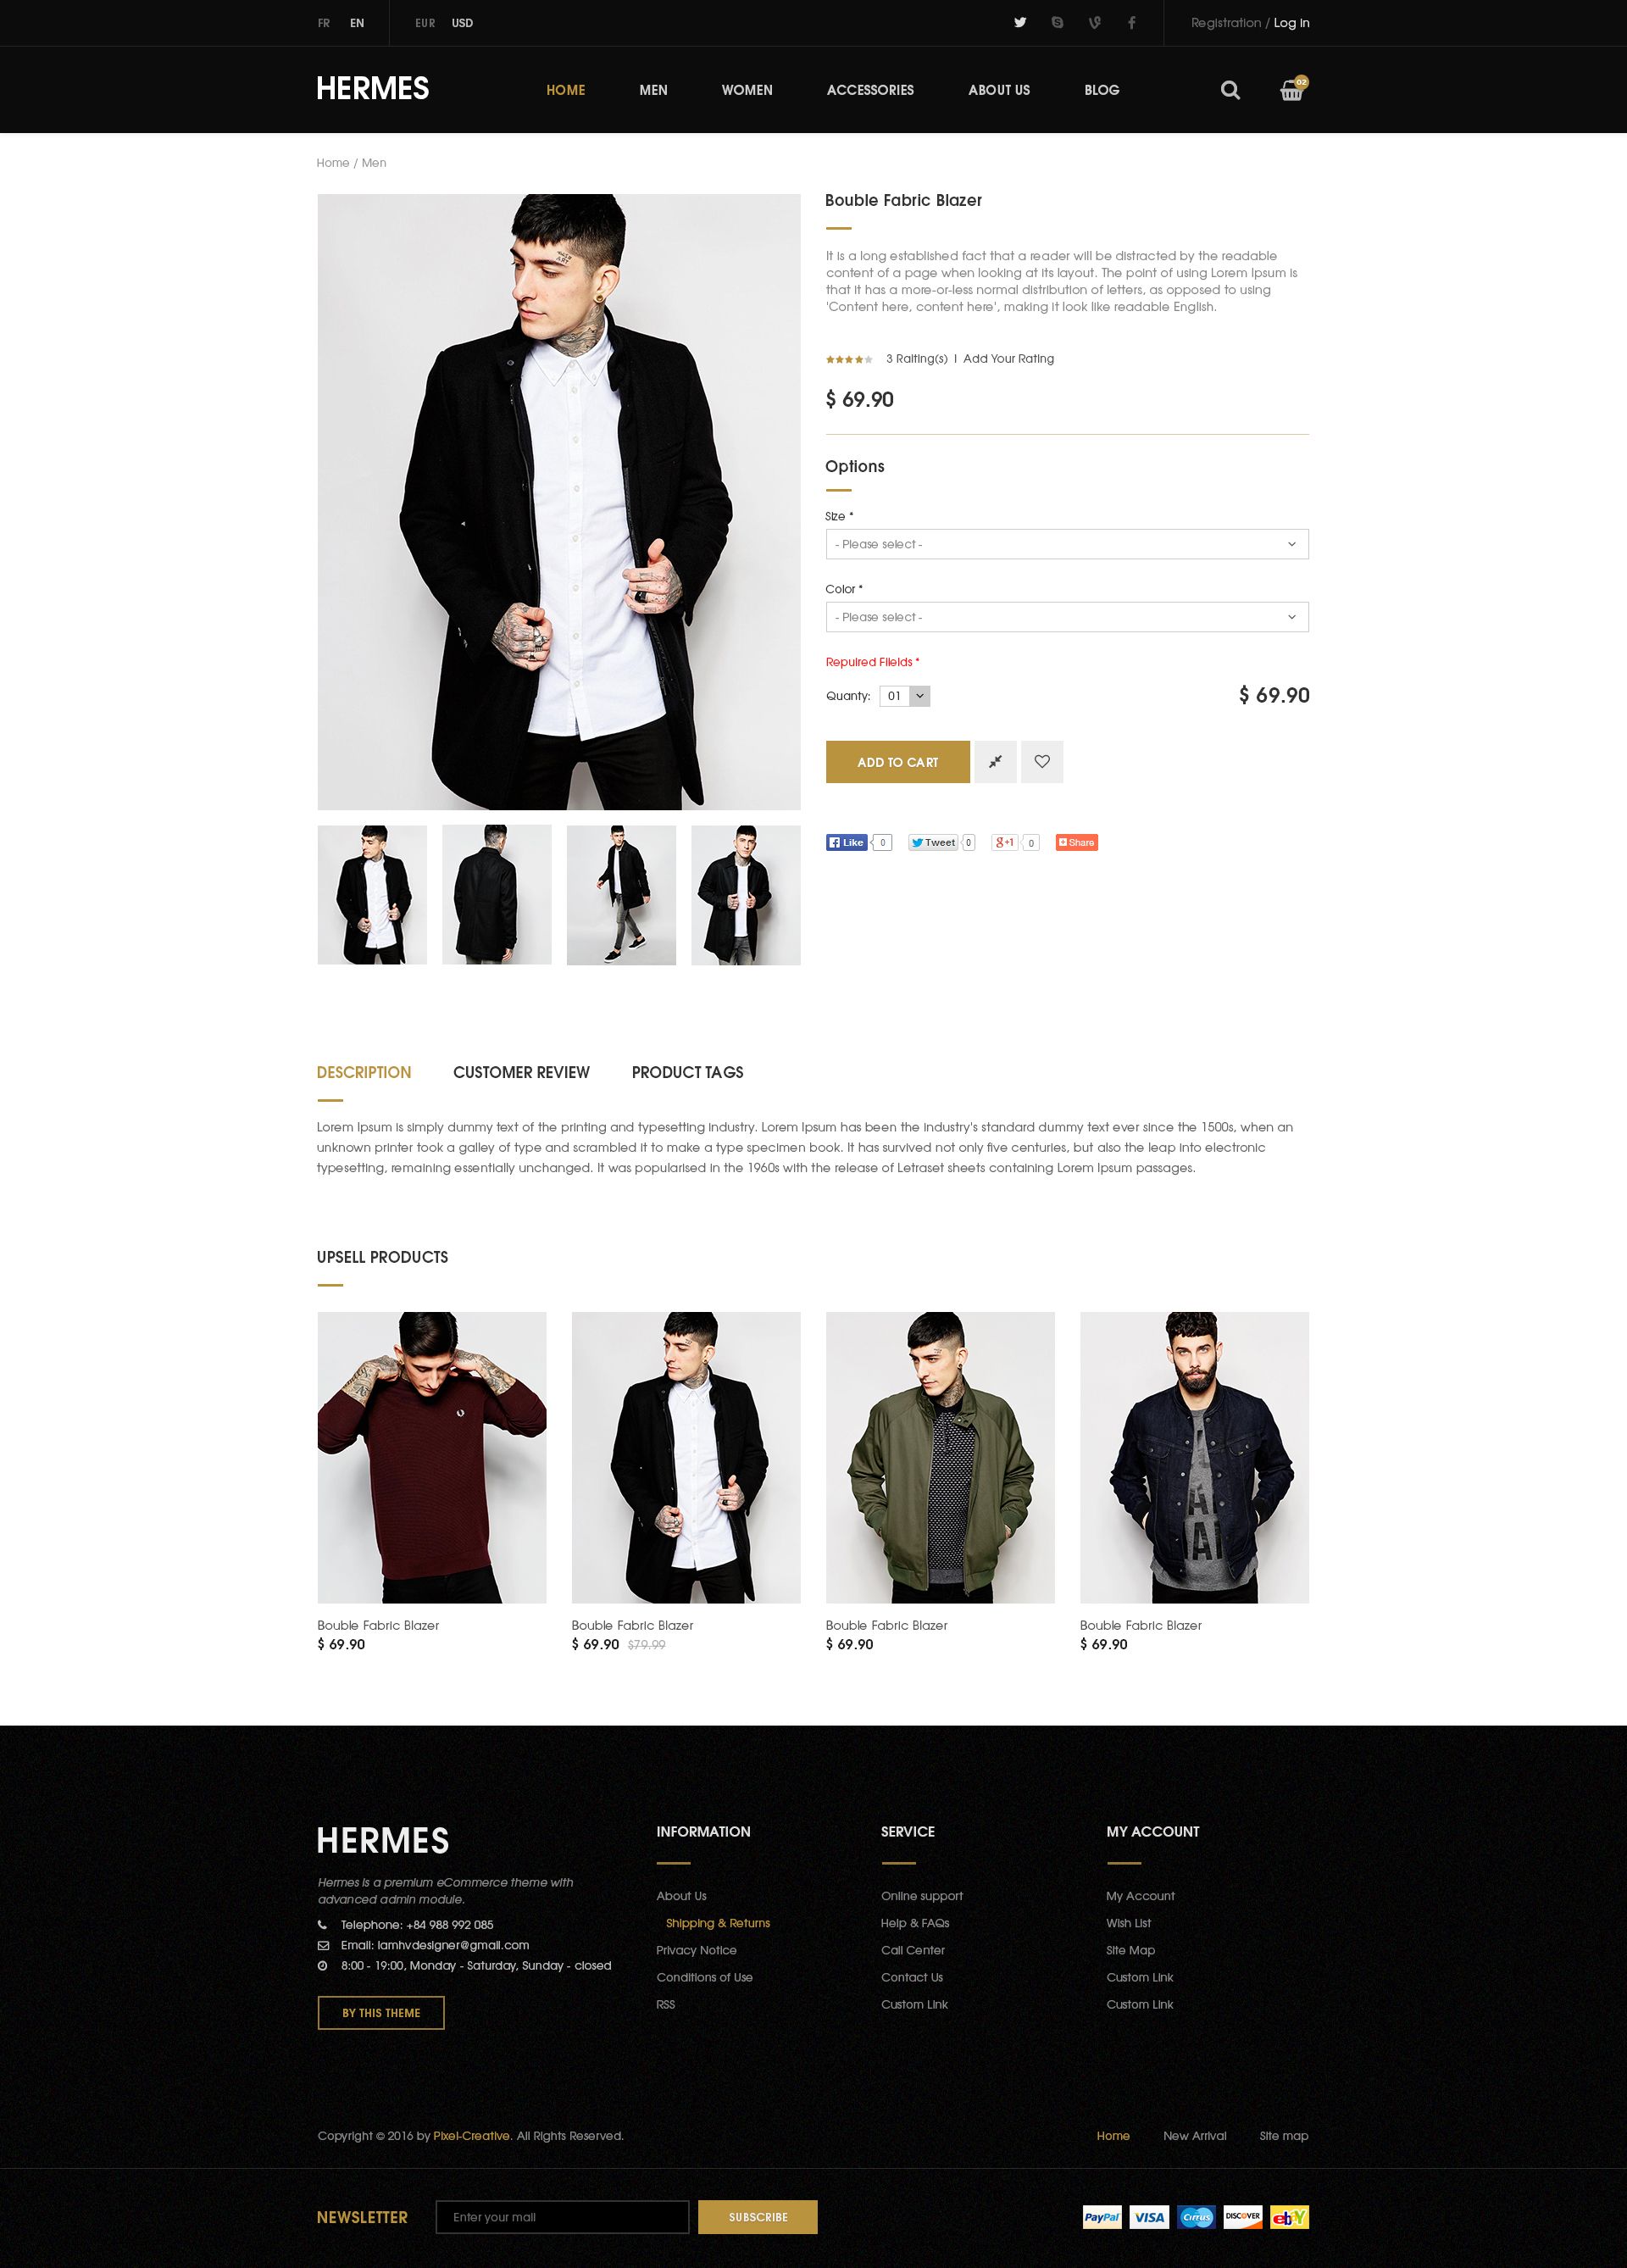 FR EN EUR USD Registration / Log in
HERMES HOME MEN WOMEN ACCESSORIES ABOUT US BLOG 02
Home / Men
Bouble Fabric Blazer
It is a long established fact that a reader will be distracted by the readable
content of a page when looking at its layout. The point of using Lorem Ipsum is
that it has a more-or-less normal distribution of letters, as opposed to using
'Content here, content here', making it look like readable English.
3 Raiting(s) I Add Your Rating
$ 69.90
Options
Size *
- Please select -
Color *
- Please select -
Repuired Fileids *
Quanty: 01 $ 69.90
ADD TO CART
Like 0 Tweet 0 +1 0 Share
DESCRIPTION CUSTOMER REVIEW PRODUCT TAGS
Lorem Ipsum is simply dummy text of the printing and typesetting industry. Lorem Ipsum has been the industry's standard dummy text ever since the 1500s, when an
unknown printer took a galley of type and scrambled it to make a type specimen book. It has survived not only five centuries, but also the leap into electronic
typesetting, remaining essentially unchanged. It was popularised in the 1960s with the release of Letraset sheets containing Lorem Ipsum passages.
UPSELL PRODUCTS
Bouble Fabric Blazer Bouble Fabric Blazer Bouble Fabric Blazer Bouble Fabric Blazer
$ 69.90 $ 69.90 $79.99 $ 69.90 $ 69.90
HERMES
Hermes is a premium eCommerce theme with
advanced admin module.
Telephone: +84 988 992 085
Email: lamhvdesigner@gmail.com
8:00 - 19:00, Monday - Saturday, Sunday - closed
BY THIS THEME
INFORMATION
About Us
Shipping & Returns
Privacy Notice
Conditions of Use
RSS
SERVICE
Online support
Help & FAQs
Call Center
Contact Us
Custom Link
MY ACCOUNT
My Account
Wish List
Site Map
Custom Link
Custom Link
Copyright © 2016 by Pixel-Creative. All Rights Reserved. Home New Arrival Site map
NEWSLETTER Enter your mail SUBSCRIBE PayPal VISA Cirrus DISCOVER ebY